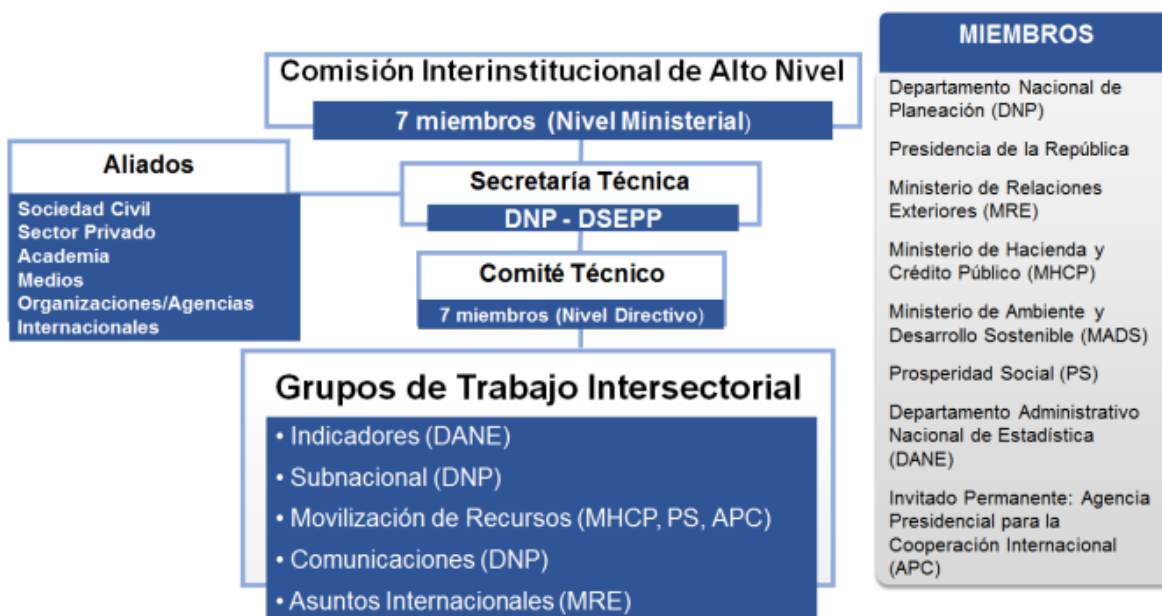 Comisión Interinstitucional de Alto Nivel
7 miembros (Nivel Ministerial)
Aliados
Sociedad Civil
Sector Privado
Academia
Medios
Organizaciones/Agencias
Internacionales
Secretaría Técnica
DNP - DSEPP
Comité Técnico
7 miembros (Nivel Directivo)
Grupos de Trabajo Intersectorial
• Indicadores (DANE)
• Subnacional (DNP)
• Movilización de Recursos (MHCP, PS, APC)
• Comunicaciones (DNP)
• Asuntos Internacionales (MRE)
MIEMBROS
Departamento Nacional de
Planeación (DNP)
Presidencia de la República
Ministerio de Relaciones
Exteriores (MRE)
Ministerio de Hacienda y
Crédito Público (MHCP)
Ministerio de Ambiente y
Desarrollo Sostenible (MADS)
Prosperidad Social (PS)
Departamento Administrativo
Nacional de Estadística
(DANE)
Invitado Permanente: Agencia
Presidencial para la
Cooperación Internacional
(APC)